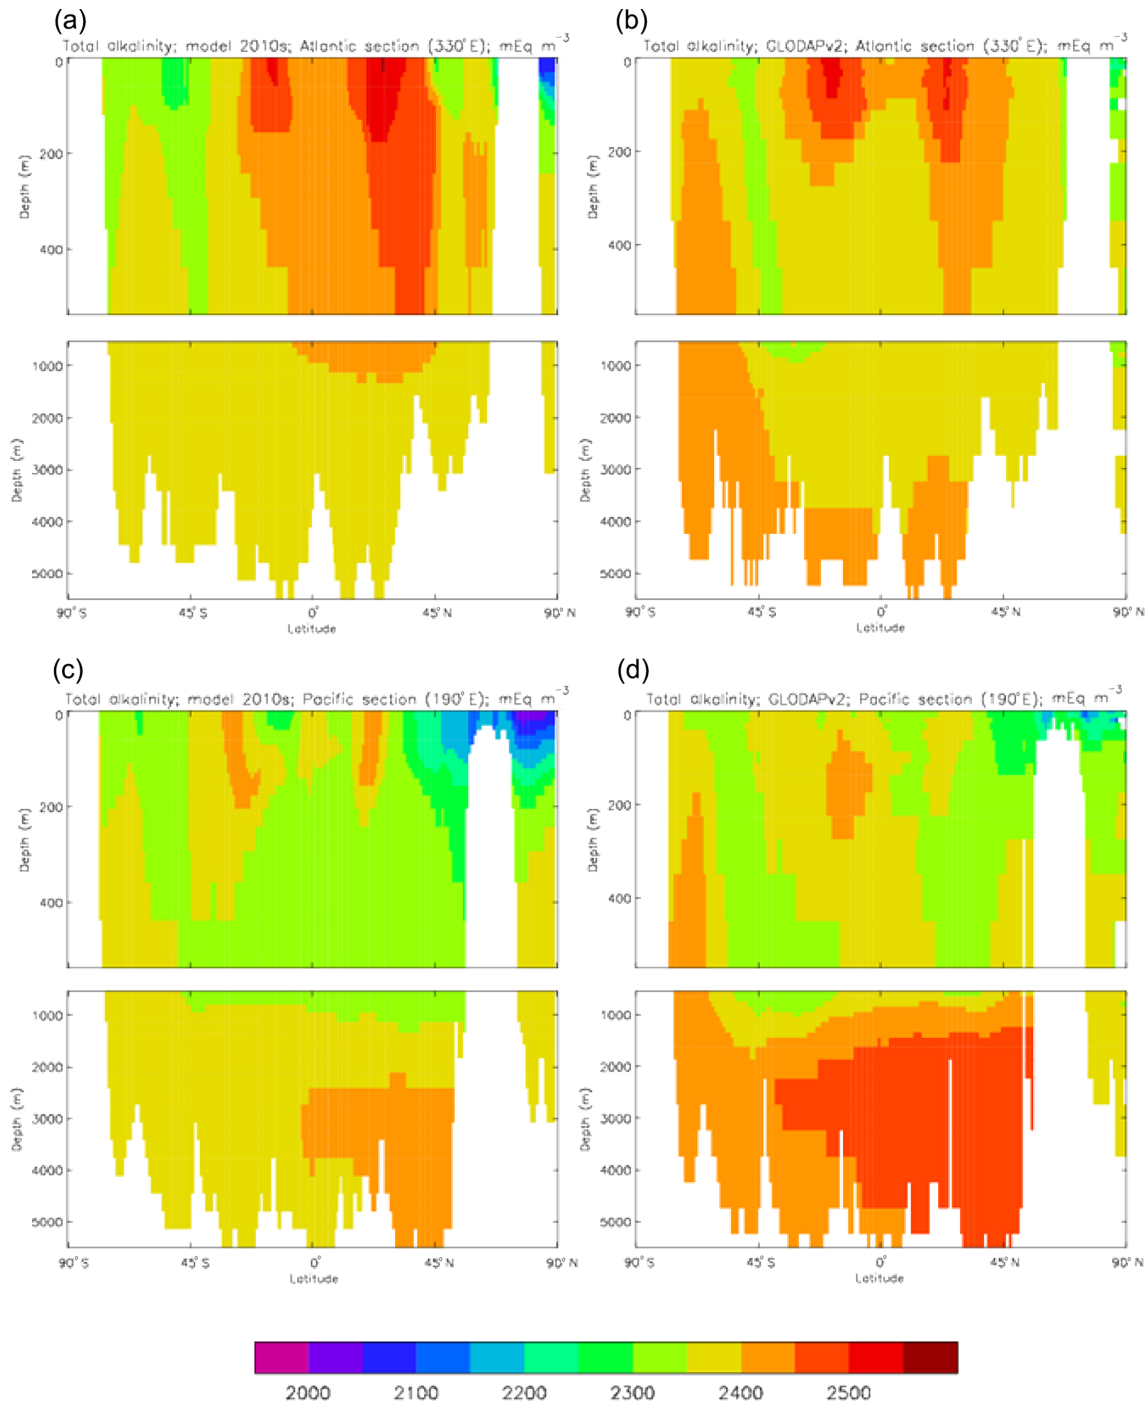 (a)
Total alkalinity; model 2010s; Atlantic section (330°E); mEq m⁻³
0
200
400
Depth (m)
1000
2000
3000
4000
5000
Depth (m)
90°S 45°S 0° 45°N 90°N
Latitude
(b)
Total alkalinity; GLODAPv2; Atlantic section (330°E); mEq m⁻³
0
200
400
Depth (m)
1000
2000
3000
4000
5000
Depth (m)
90°S 45°S 0° 45°N 90°N
Latitude
(c)
Total alkalinity; model 2010s; Pacific section (190°E); mEq m⁻³
0
200
400
Depth (m)
1000
2000
3000
4000
5000
Depth (m)
90°S 45°S 0° 45°N 90°N
Latitude
(d)
Total alkalinity; GLODAPv2; Pacific section (190°E); mEq m⁻³
0
200
400
Depth (m)
1000
2000
3000
4000
5000
Depth (m)
90°S 45°S 0° 45°N 90°N
Latitude
2000 2100 2200 2300 2400 2500